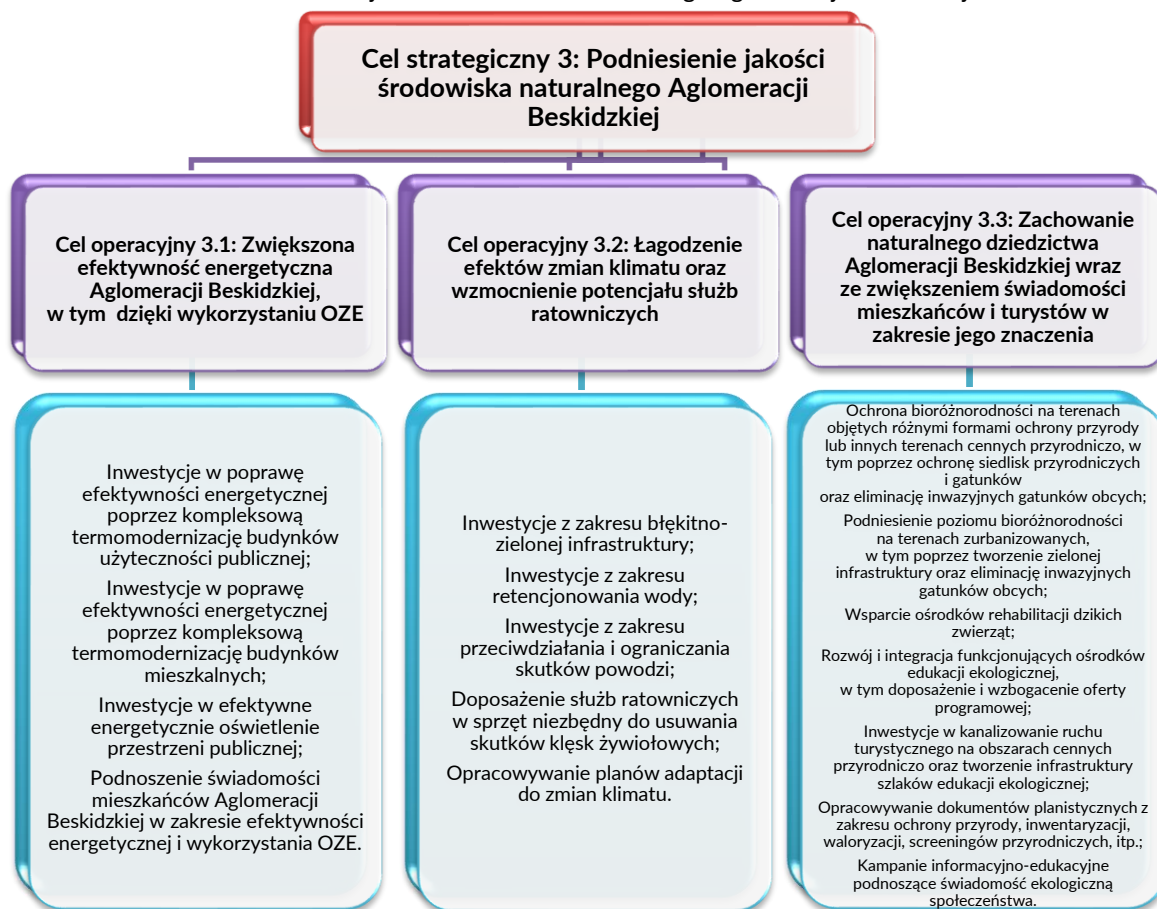 Cel strategiczny 3: Podniesienie jakości
środowiska naturalnego Aglomeracji
Beskidzkiej
Cel operacyjny 3.1: Zwiększona
efektywność energetyczna
Aglomeracji Beskidzkiej,
w tym dzięki wykorzystaniu OZE
Inwestycje w poprawę
efektywności energetycznej
poprzez kompleksową
termomodernizację budynków
użyteczności publicznej;
Inwestycje w poprawę
efektywności energetycznej
poprzez kompleksową
termomodernizację budynków
mieszkalnych;
Inwestycje w efektywne
energetycznie oświetlenie
przestrzeni publicznej;
Podnoszenie świadomości
mieszkańców Aglomeracji
Beskidzkiej w zakresie efektywności
energetycznej i wykorzystania OZE.
Cel operacyjny 3.2: Łagodzenie
efektów zmian klimatu oraz
wzmocnienie potencjału służb
ratowniczych
Inwestycje z zakresu błękitno-
zielonej infrastruktury;
Inwestycje z zakresu
retencjonowania wody;
Inwestycje z zakresu
przeciwdziałania i ograniczania
skutków powodzi;
Doposażenie służb ratowniczych
w sprzęt niezbędny do usuwania
skutków klęsk żywiołowych;
Opracowywanie planów adaptacji
do zmian klimatu.
Cel operacyjny 3.3: Zachowanie
naturalnego dziedzictwa
Aglomeracji Beskidzkiej wraz
ze zwiększeniem świadomości
mieszkańców i turystów w
zakresie jego znaczenia
Ochrona bioróżnorodności na terenach
objętych różnymi formami ochrony przyrody
lub innych terenach cennych przyrodniczo, w
tym poprzez ochronę siedlisk przyrodniczych
i gatunków
oraz eliminację inwazyjnych gatunków obcych;
Podniesienie poziomu bioróżnorodności
na terenach zurbanizowanych,
w tym poprzez tworzenie zielonej
infrastruktury oraz eliminację inwazyjnych
gatunków obcych;
Wsparcie ośrodków rehabilitacji dzikich
zwierząt;
Rozwój i integracja funkcjonujących ośrodków
edukacji ekologicznej,
w tym doposażenie i wzbogacenie oferty
programowej;
Inwestycje w kanalizowanie ruchu
turystycznego na obszarach cennych
przyrodniczo oraz tworzenie infrastruktury
szlaków edukacji ekologicznej;
Opracowywanie dokumentów planistycznych z
zakresu ochrony przyrody, inwentaryzacji,
waloryzacji, screeningów przyrodniczych, itp.;
Kampanie informacyjno-edukacyjne
podnoszące świadomość ekologiczną
społeczeństwa.